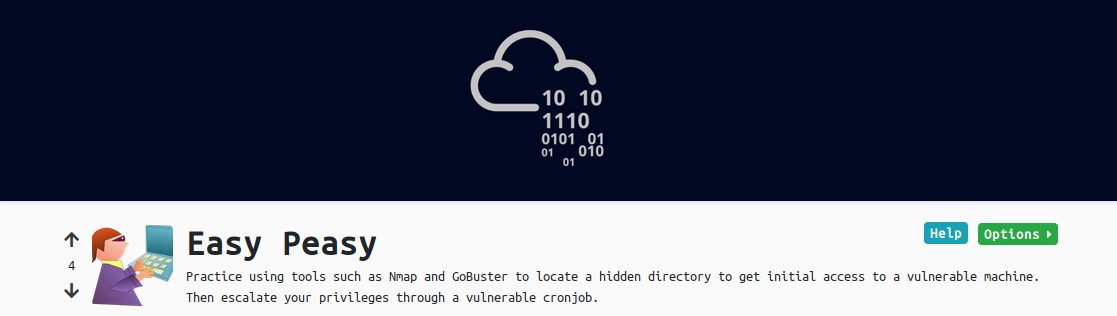 10 10
1110
0101 01
01 010
01
Easy Peasy
Help
Options
4
Practice using tools such as Nmap and GoBuster to locate a hidden directory to get initial access to a vulnerable machine.
Then escalate your privileges through a vulnerable cronjob.